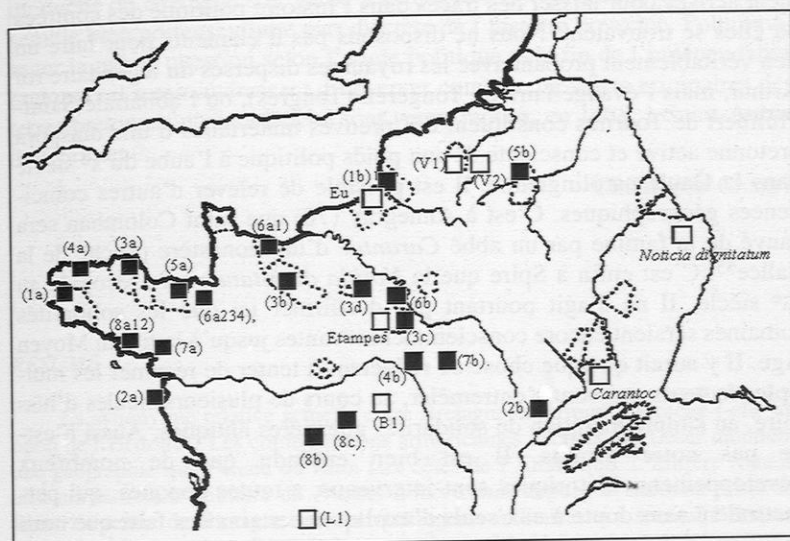 (V1)
(V2)
(5b)
(1b)
Eu
(6a1)
Noticia dignitatum
(4a)
(3a)
(5a)
(1a)
(6a234)
(3b)
(3d)
(6b)
(3c)
Etampes
(8a12)
(7a)
(4b)
(7b)
Carantoc
(2a)
(B1)
(2b)
(8c)
(8b)
(L1)